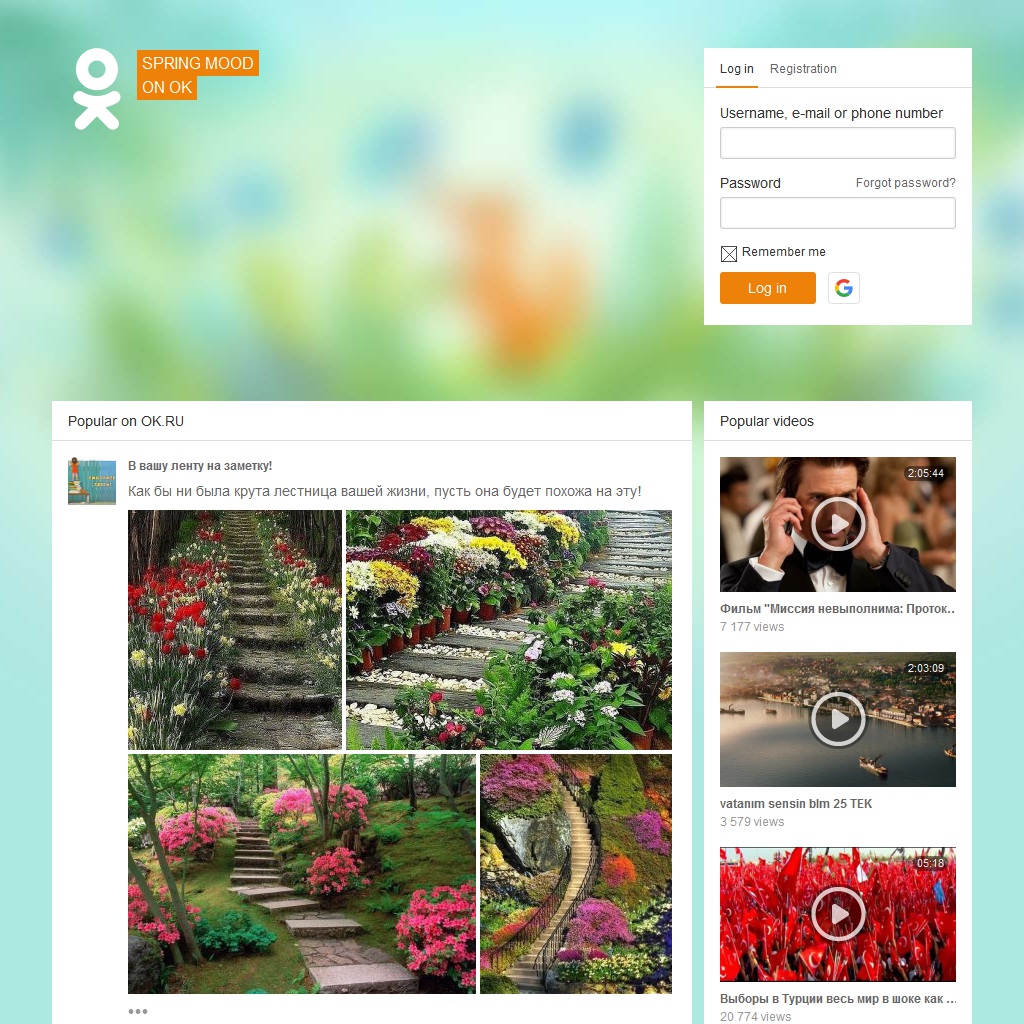 SPRING MOOD
ON OK
Log in Registration
Username, e-mail or phone number
Password Forgot password?
Remember me
Log in
Popular on OK.RU
В вашу ленту на заметку!
Как бы ни была крута лестница вашей жизни, пусть она будет похожа на эту!
Popular videos
2:05:44
Фильм "Миссия невыполнима: Проток..
7 177 views
2:03:09
vatanım sensin blm 25 TEK
3 579 views
05:18
Выборы в Турции весь мир в шоке как ...
20 774 views